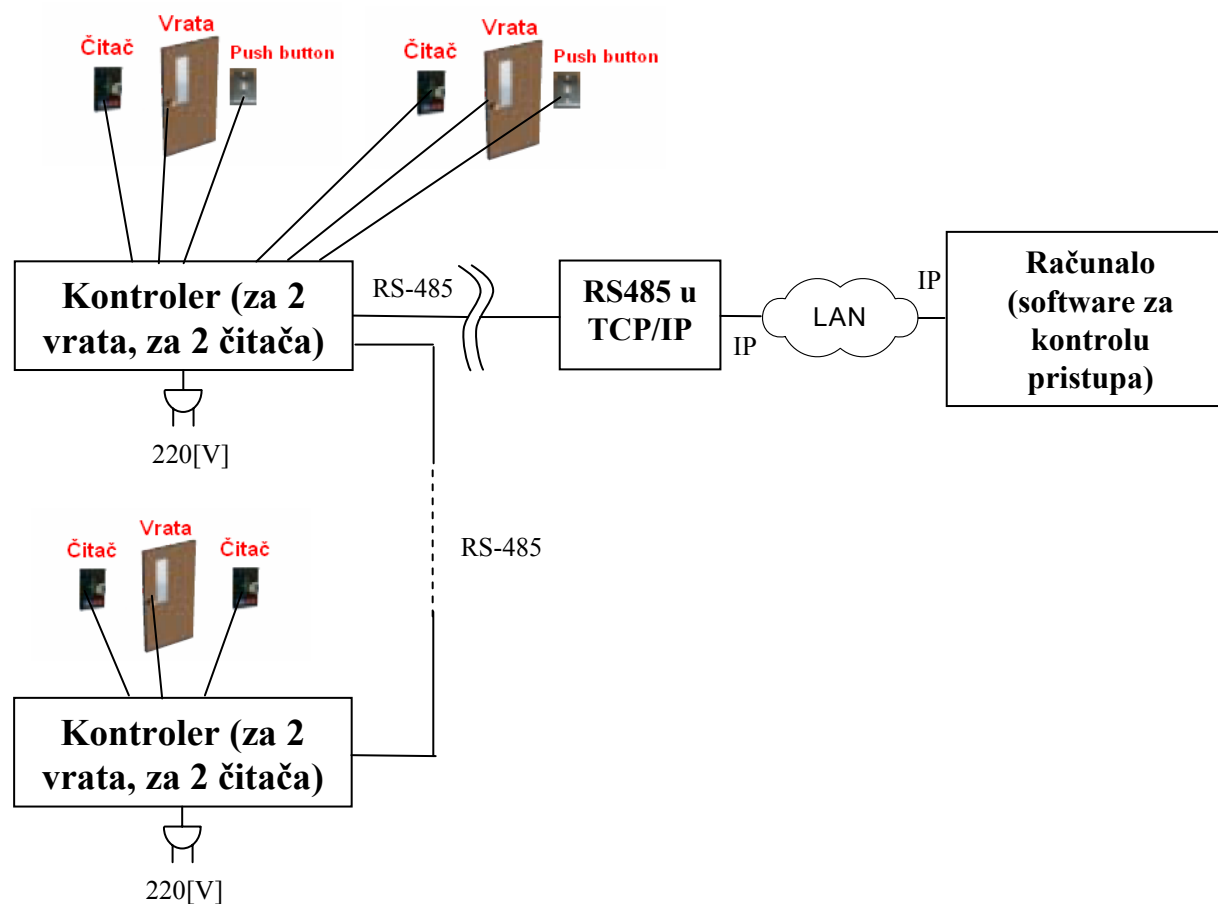 Vrata
Čitač
Push button
Vrata
Čitač
Push button
Kontroler (za 2
vrata, za 2 čitača)
RS-485
RS485 u
TCP/IP
IP
LAN
IP
Računalo
(software za
kontrolu
pristupa)
220[V]
RS-485
Vrata
Čitač
Čitač
Kontroler (za 2
vrata, za 2 čitača)
220[V]